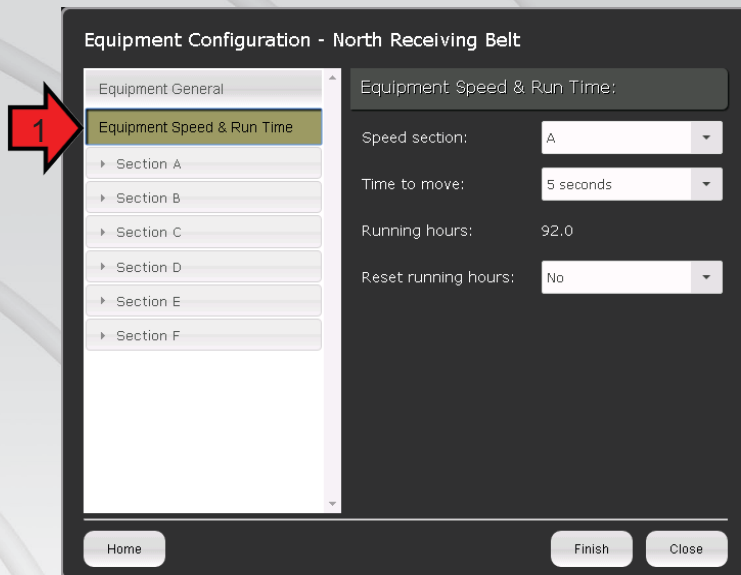 Equipment Configuration - North Receiving Belt
1
Equipment General
Equipment Speed & Run Time
Section A
Section B
Section C
Section D
Section E
Section F
Equipment Speed & Run Time:
Speed section: A
Time to move: 5 seconds
Running hours: 92.0
Reset running hours: No
Home
Finish
Close